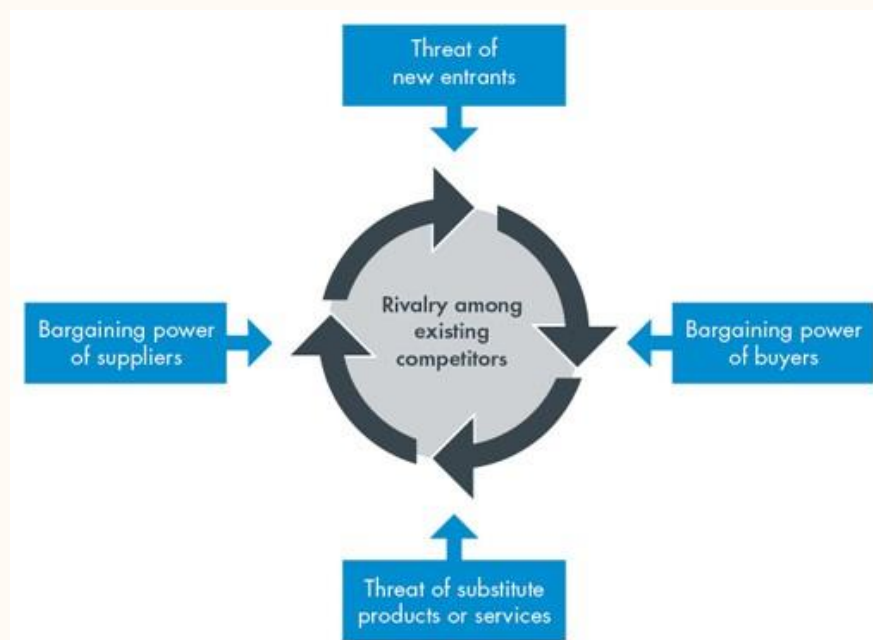 Threat of
new entrants
Rivalry among
existing
competitors
Bargaining power
of suppliers
Bargaining power
of buyers
Threat of substitute
products or services